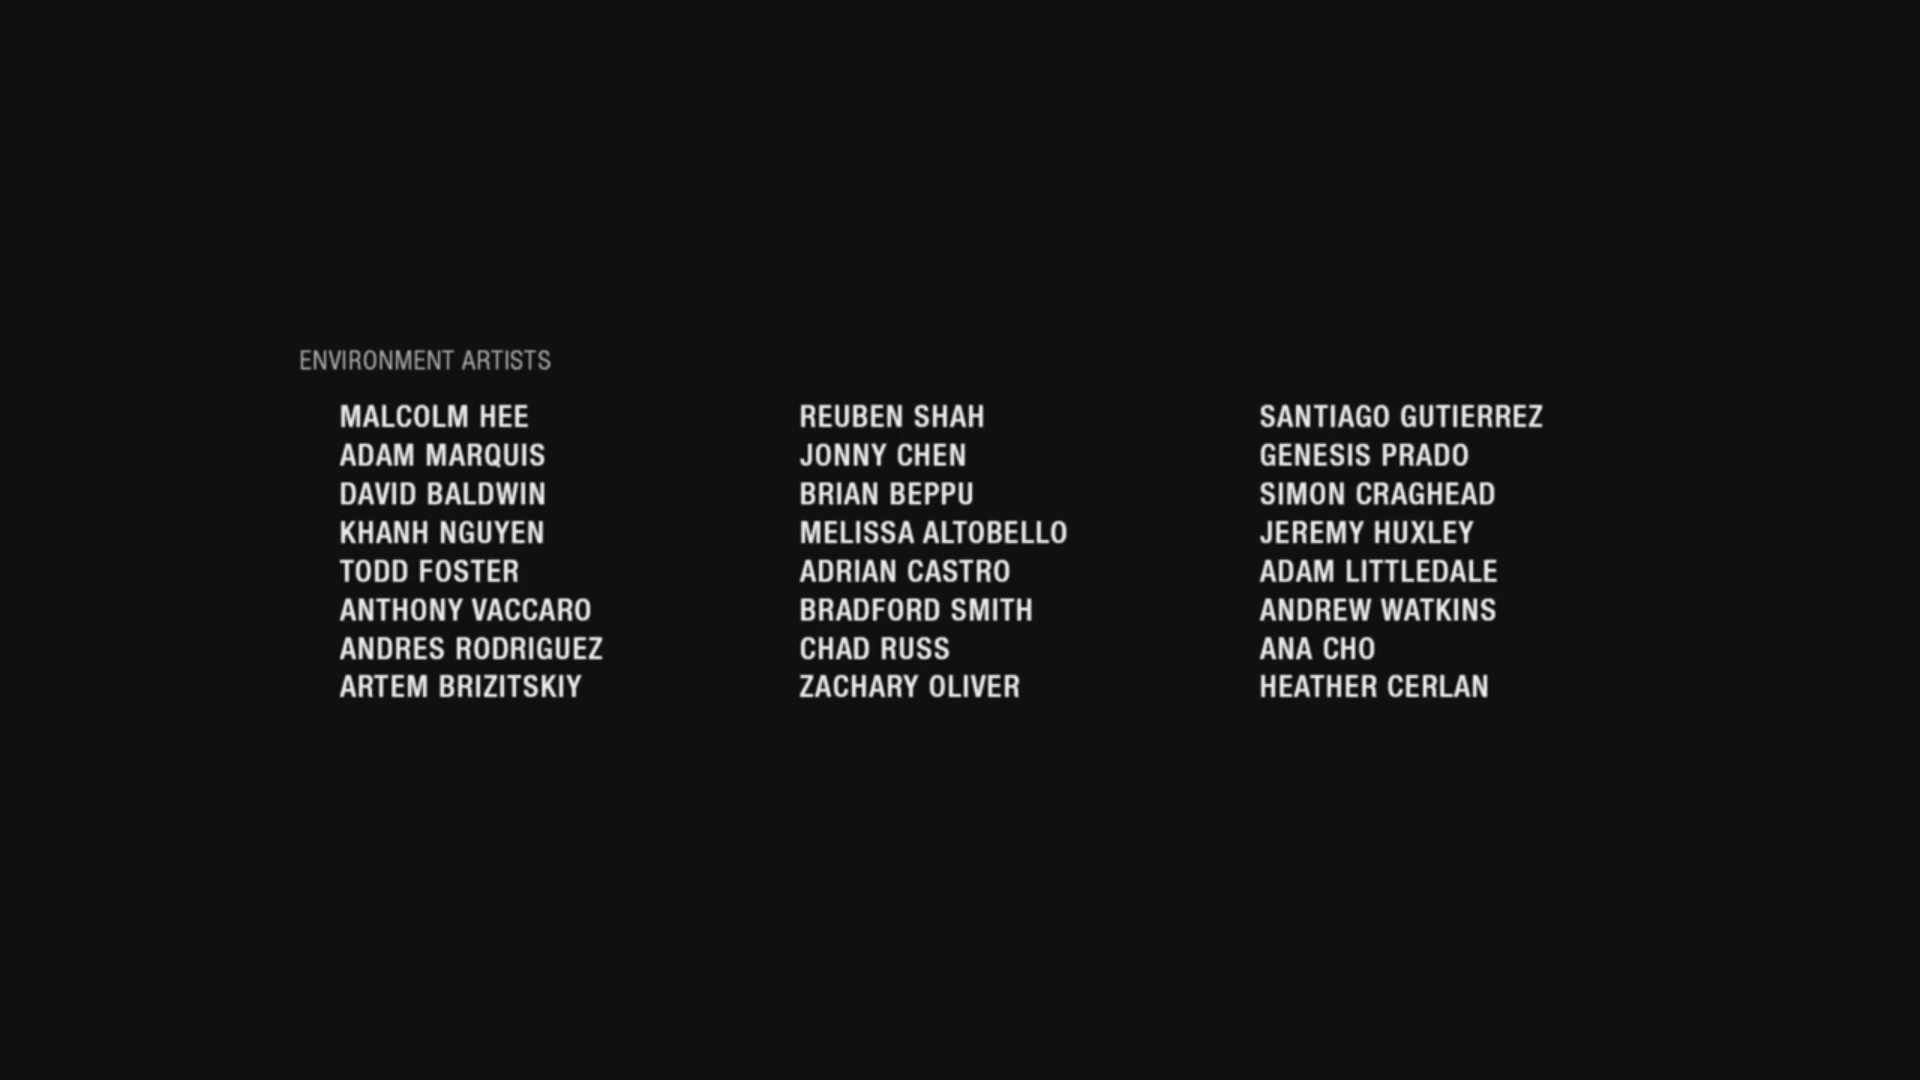 ENVIRONMENT ARTISTS
MALCOLM HEE
ADAM MARQUIS
DAVID BALDWIN
KHANH NGUYEN
TODD FOSTER
ANTHONY VACCARO
ANDRES RODRIGUEZ
ARTEM BRIZITSKIY
REUBEN SHAH
JONNY CHEN
BRIAN BEPPU
MELISSA ALTOBELLO
ADRIAN CASTRO
BRADFORD SMITH
CHAD RUSS
ZACHARY OLIVER
SANTIAGO GUTIERREZ
GENESIS PRADO
SIMON CRAGHEAD
JEREMY HUXLEY
ADAM LITTLEDALE
ANDREW WATKINS
ANA CHO
HEATHER CERLAN